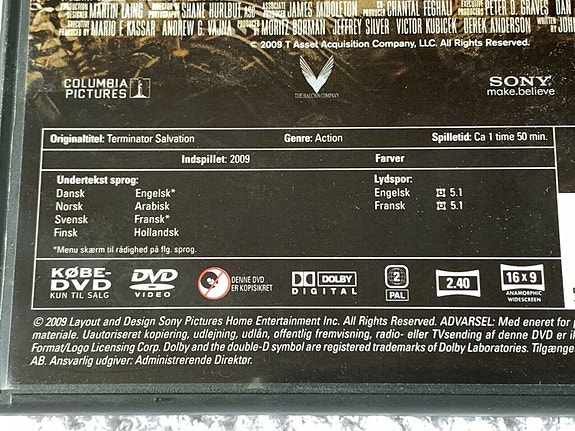 MARTIN LAING SHANE HURLBUT ASC JAMES MIDDLETON CHANTAL FEGHALI PETER D. GRAVES DAN
MARIO F. KASSAR ANDREW G. VAJNA MORITZ BORMAN JEFFREY SILVER VICTOR KUBICEK DEREK ANDERSON JOHN
© 2009 T Asset Acquisition Company, LLC. All Rights Reserved.
COLUMBIA
PICTURES
THE HALCYON COMPANY
SONY
make.believe
Originaltitel: Terminator Salvation Genre: Action Spilletid: Ca 1 time 50 min.
Indspillet: 2009 Farver
Undertekst sprog: Lydspor:
Dansk Engelsk* Engelsk 5.1
Norsk Arabisk Fransk 5.1
Svensk Fransk*
Finsk Hollandsk
*Menu skærm til rådighed på flg. sprog.
KØBE-
DVD
KUN TIL SALG
DVD
VIDEO
DENNE DVD
ER KOPISIKRET
DOLBY
DIGITAL
2
PAL
2.40
16 x 9
ANAMORPHIC
WIDESCREEN
© 2009 Layout and Design Sony Pictures Home Entertainment Inc. All Rights Reserved. ADVARSEL: Med eneret for p
materiale. Uautoriseret kopiering, udlejning, udlån, offentlig fremvisning, radio- eller TVsending af denne DVD er ik
Format/Logo Licensing Corp. Dolby and the double-D symbol are registered trademarks of Dolby Laboratories. Tilgænge
AB. Ansvarlig udgiver: Administrerende Direktør.